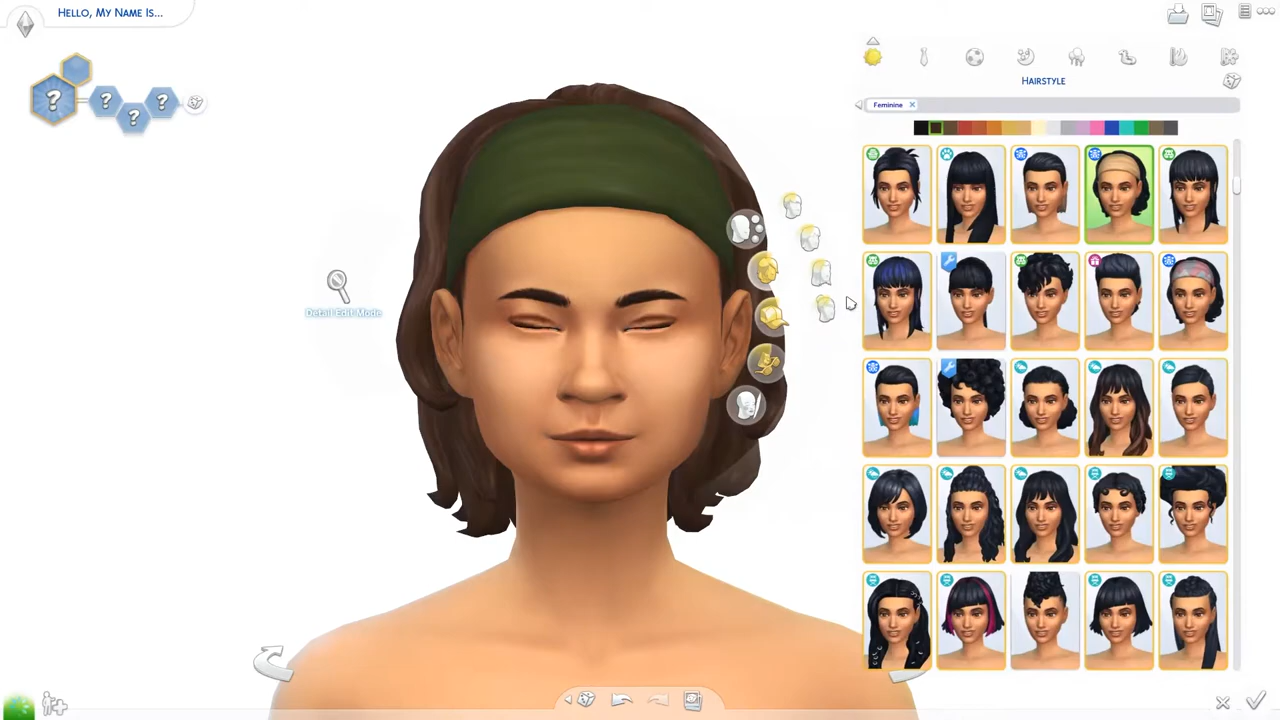 Hello, My Name Is...
Hairstyle
Feminine
Detail Edit Mode
?
?
?
?